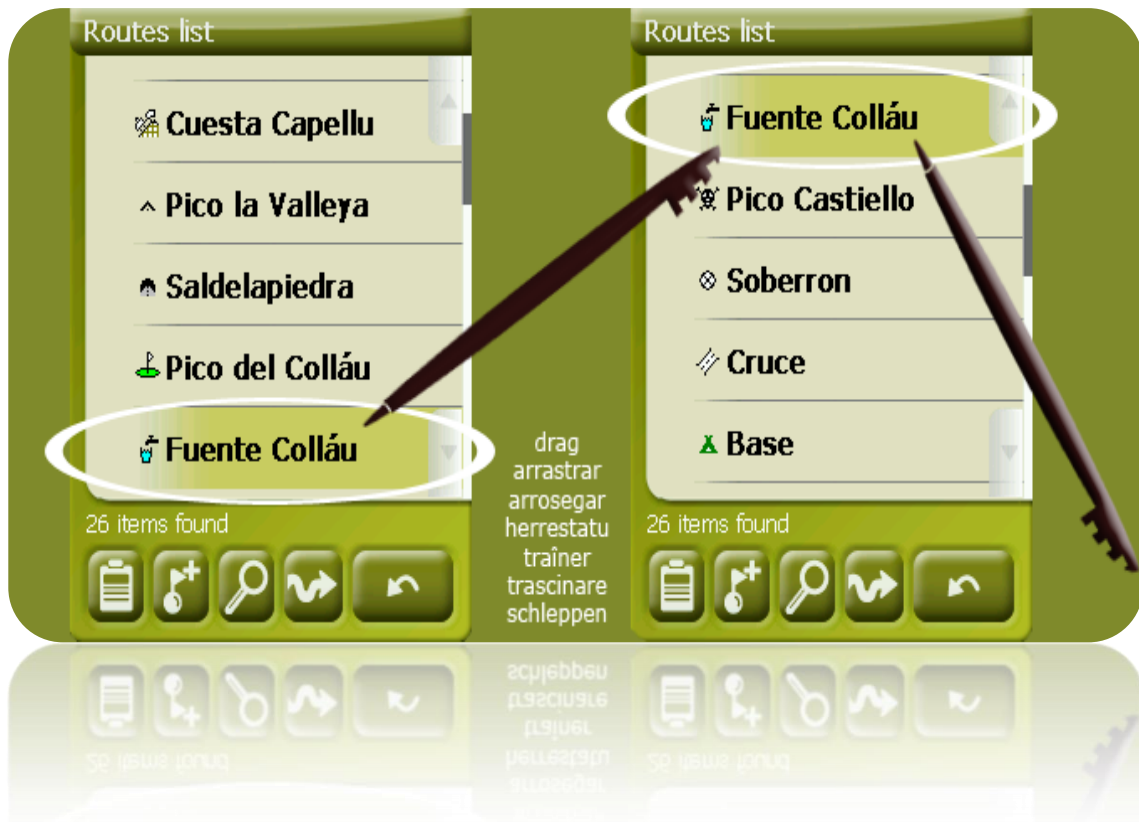 Routes list
Cuesta Capellu
Pico la Valleya
Saldelapiedra
Pico del Colláu
Fuente Colláu
26 items found
drag
arrastrar
arrosegar
herrestatu
traîner
trascinare
schleppen
Routes list
Fuente Colláu
Pico Castiello
Soberron
Cruce
Base
26 items found